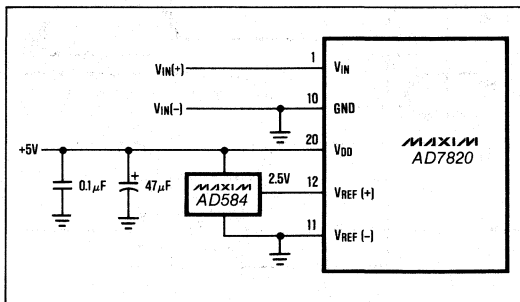 VIN(+)
1
VIN
VIN(−)
10
GND
+5V
20
VDD
MAXIM
AD7820
0.1µF
+
47µF
MAXIM
AD584
2.5V
12
VREF (+)
11
VREF (−)